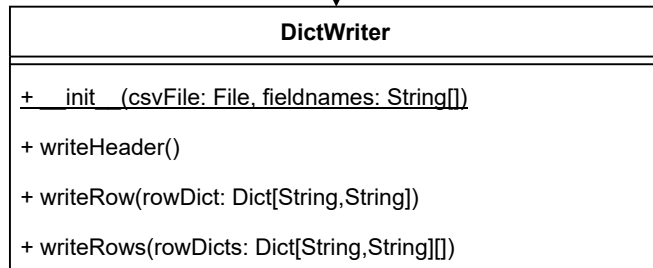 DictWriter
+ __init__(csvFile: File, fieldnames: String[])
+ writeHeader()
+ writeRow(rowDict: Dict[String,String])
+ writeRows(rowDicts: Dict[String,String][])